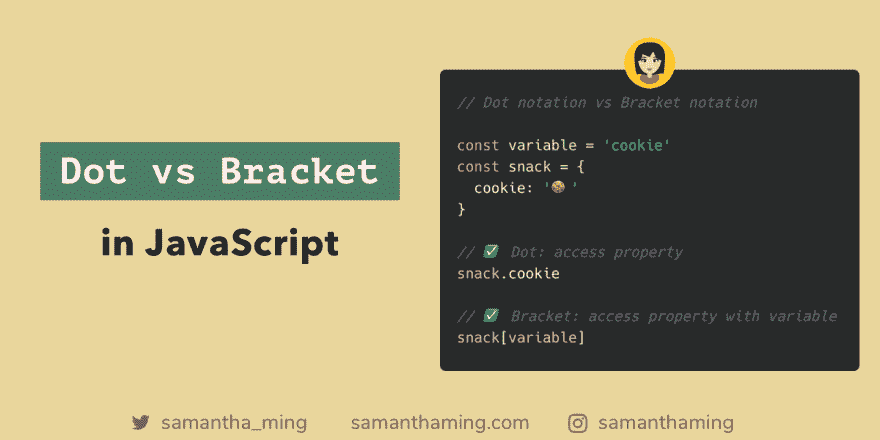 Dot vs Bracket
in JavaScript
// Dot notation vs Bracket notation
const variable = 'cookie'
const snack = {
  cookie: '🍪'
}
// ✅ Dot: access property
snack.cookie
// ✅ Bracket: access property with variable
snack[variable]
samantha_ming
samanthaming.com
samanthaming